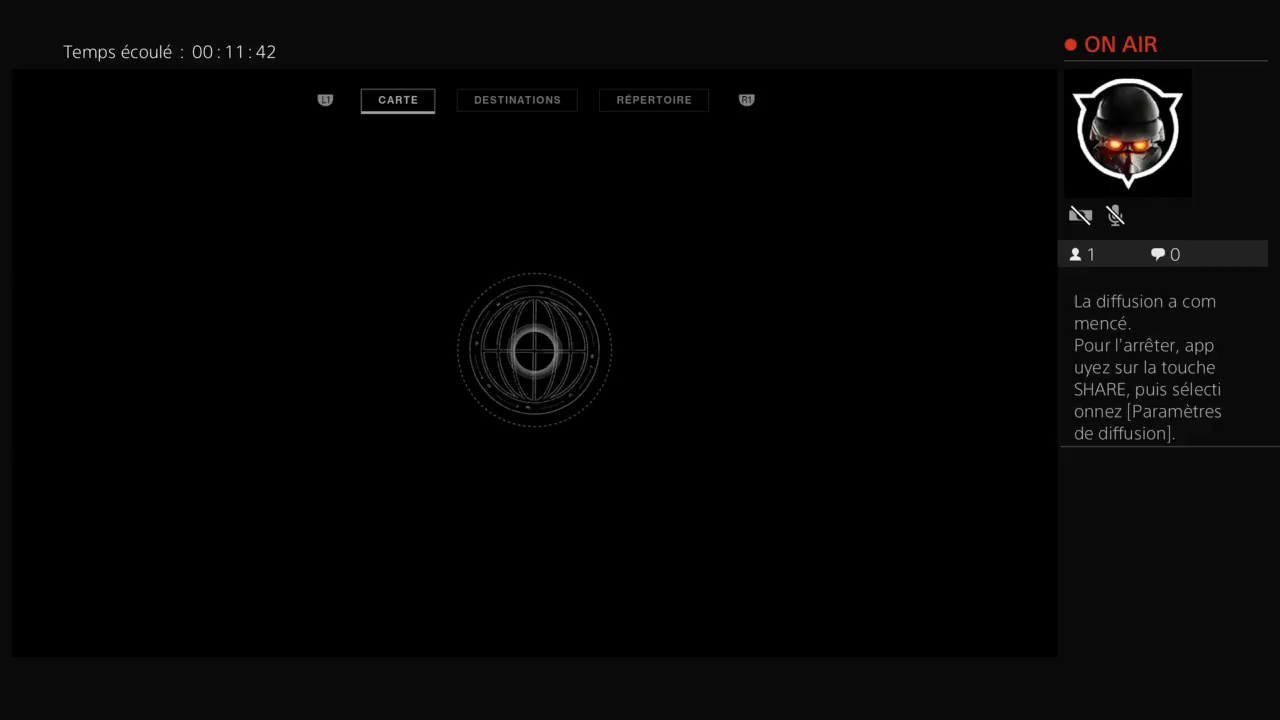 Temps écoulé : 00:11:42
ON AIR
L1
CARTE
DESTINATIONS
RÉPERTOIRE
R1
1
0
La diffusion a com
mencé.
Pour l'arrêter, app
uyez sur la touche
SHARE, puis sélecti
onnez [Paramètres
de diffusion].